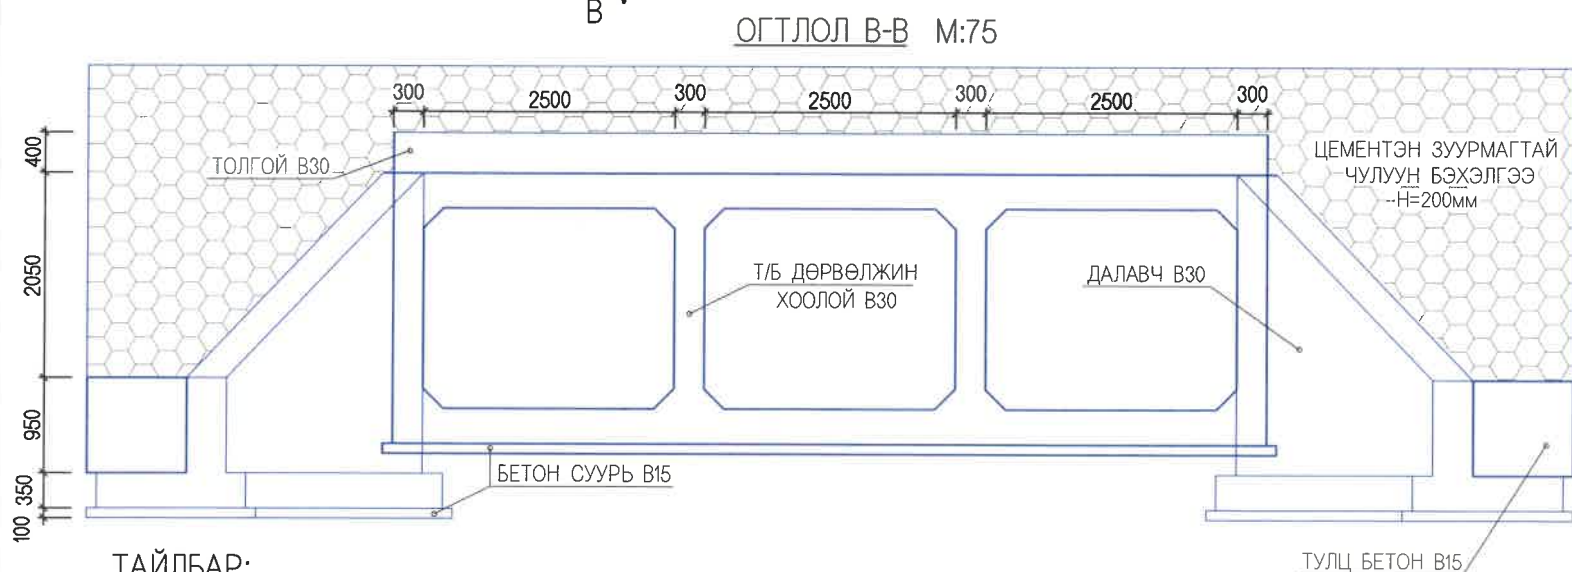 В
ОГТЛОЛ В-В М:75
300 2500 300 2500 300 2500 300
400
ТОЛГОЙ В30
ЦЕМЕНТЭН ЗУУРМАГТАЙ
ЧУЛУУН БЭХЭЛГЭЭ
H=200мм
2050
Т/Б ДӨРВӨЛЖИН
ХООЛОЙ В30
ДАЛАВЧ В30
950
БЕТОН СУУРЬ В15
350
100
ТАЙЛБАР:
ТУЛЦ БЕТОН В15